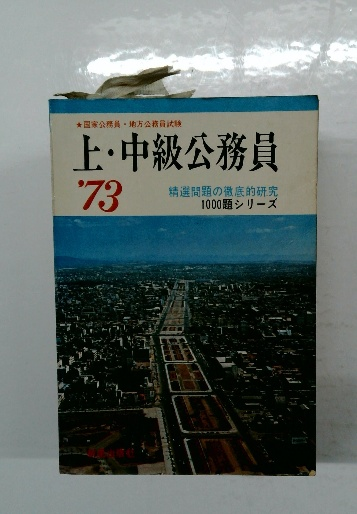 ★国家公務員・地方公務員試験
上・中級公務員
'73
精選問題の徹底的研究
1000題シリーズ